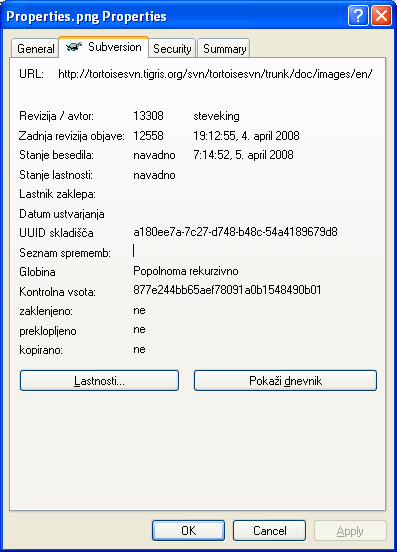 Properties.png Properties
General Subversion Security Summary
URL: http://tortoisesvn.tigris.org/svn/tortoisesvn/trunk/doc/images/en/
Revizija / avtor: 13308 steveking
Zadnja revizija objave: 12558 19:12:55, 4. april 2008
Stanje besedila: navadno 7:14:52, 5. april 2008
Stanje lastnosti: navadno
Lastnik zaklepa:
Datum ustvarjanja
UUID skladišča a180ee7a-7c27-d748-b48c-54a4189679d8
Seznam sprememb:
Globina Popolnoma rekurzivno
Kontrolna vsota: 877e244bb65aef78091a0b1548490b01
zaklenjeno: ne
preklopljeno ne
kopirano: ne
Lastnosti... Pokaži dnevnik
OK Cancel Apply